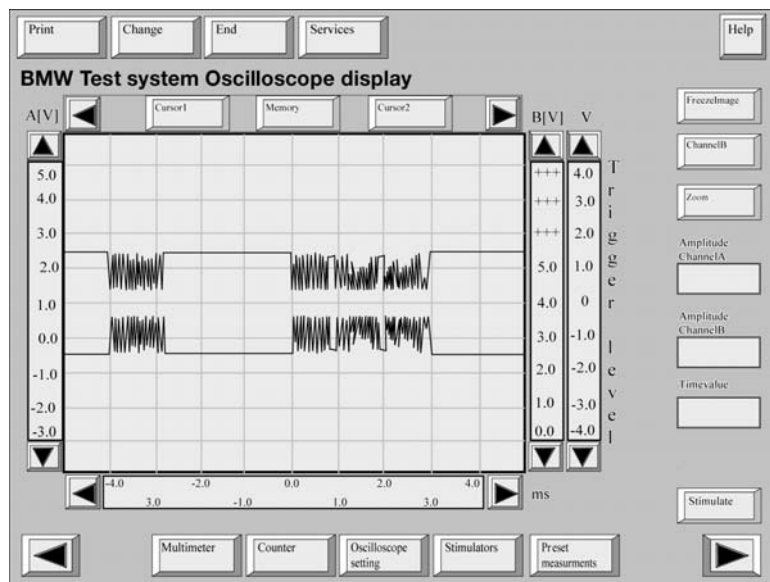 Print Change End Services Help
BMW Test system Oscilloscope display
Cursor1 Memory Cursor2
FreezeImage
A[V] B[V] V
ChannelB
5.0 +++ 4.0
4.0 +++ 3.0
Zoom
3.0 +++ 2.0
2.0 5.0 1.0
1.0 4.0 0
0.0 3.0 -1.0
-1.0 2.0 -2.0
-2.0 1.0 -3.0
-3.0 0.0 -4.0
Trigger level
Amplitude
ChannelA
Amplitude
ChannelB
Timevalue
-4.0 -2.0 0.0 2.0 4.0
3.0 -1.0 1.0 3.0
ms
Stimulate
Multimeter Counter Oscilloscope Stimulators Preset
setting measurments